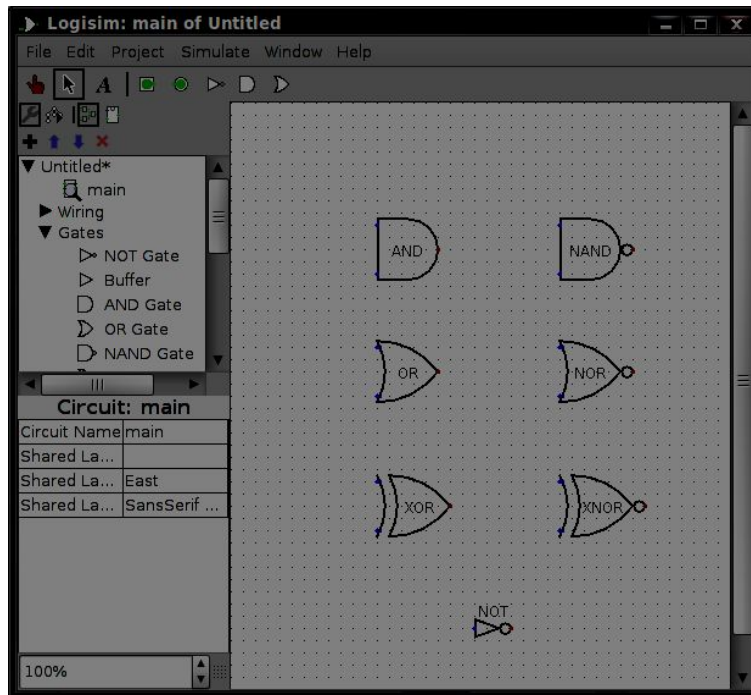 Logisim: main of Untitled
File Edit Project Simulate Window Help
A
Untitled*
main
Wiring
Gates
NOT Gate
Buffer
AND Gate
OR Gate
NAND Gate
Circuit: main
Circuit Name main
Shared La...
Shared La... East
Shared La... SansSerif ...
100%
AND NAND
OR NOR
XOR XNOR
NOT